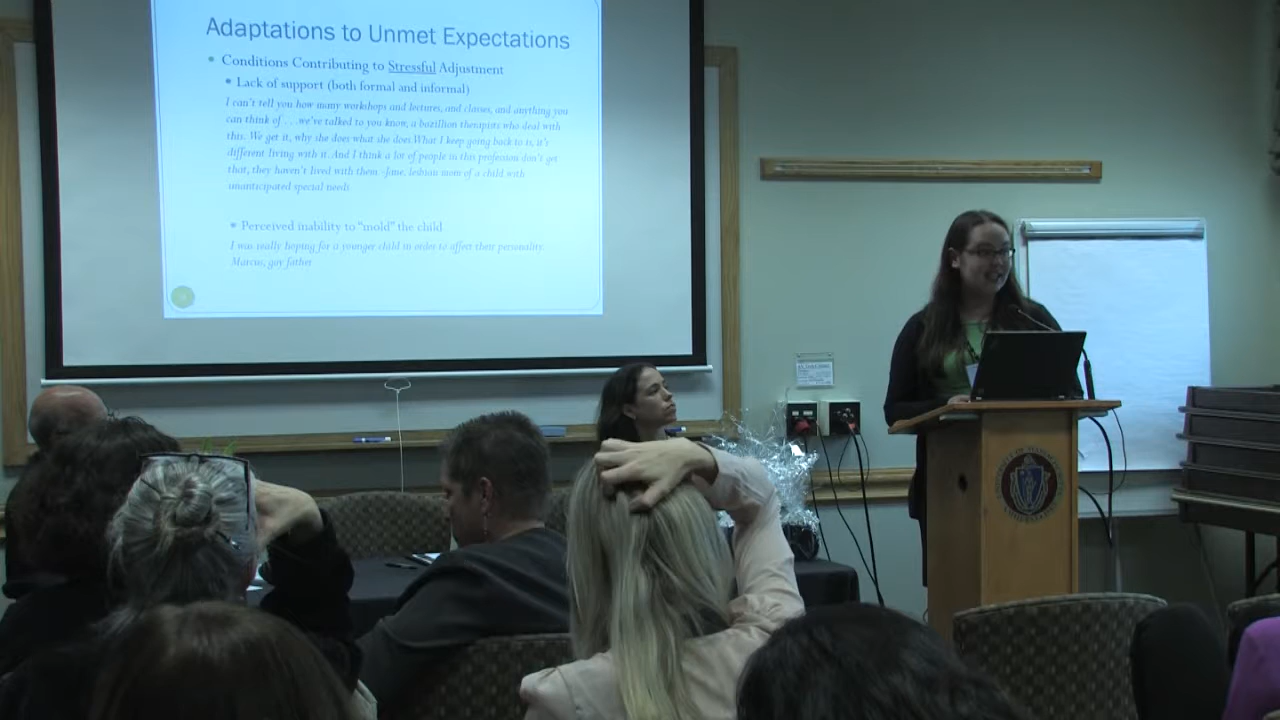 Adaptations to Unmet Expectations
Conditions Contributing to Stressful Adjustment
Lack of support (both formal and informal)
I can't tell you how many workshops and lectures, and classes, and anything you
can think of . . .we've talked to you know, a bazillion therapists who deal with
this. We get it, why she does what she does.What I keep going back to is, it's
different living with it. And I think a lot of people in this profession don't get
that, they haven't lived with them. -Jane, lesbian mom of a child with
unanticipated special needs
Perceived inability to "mold" the child
I was really hoping for a younger child in order to affect their personality.
Marcus, gay father